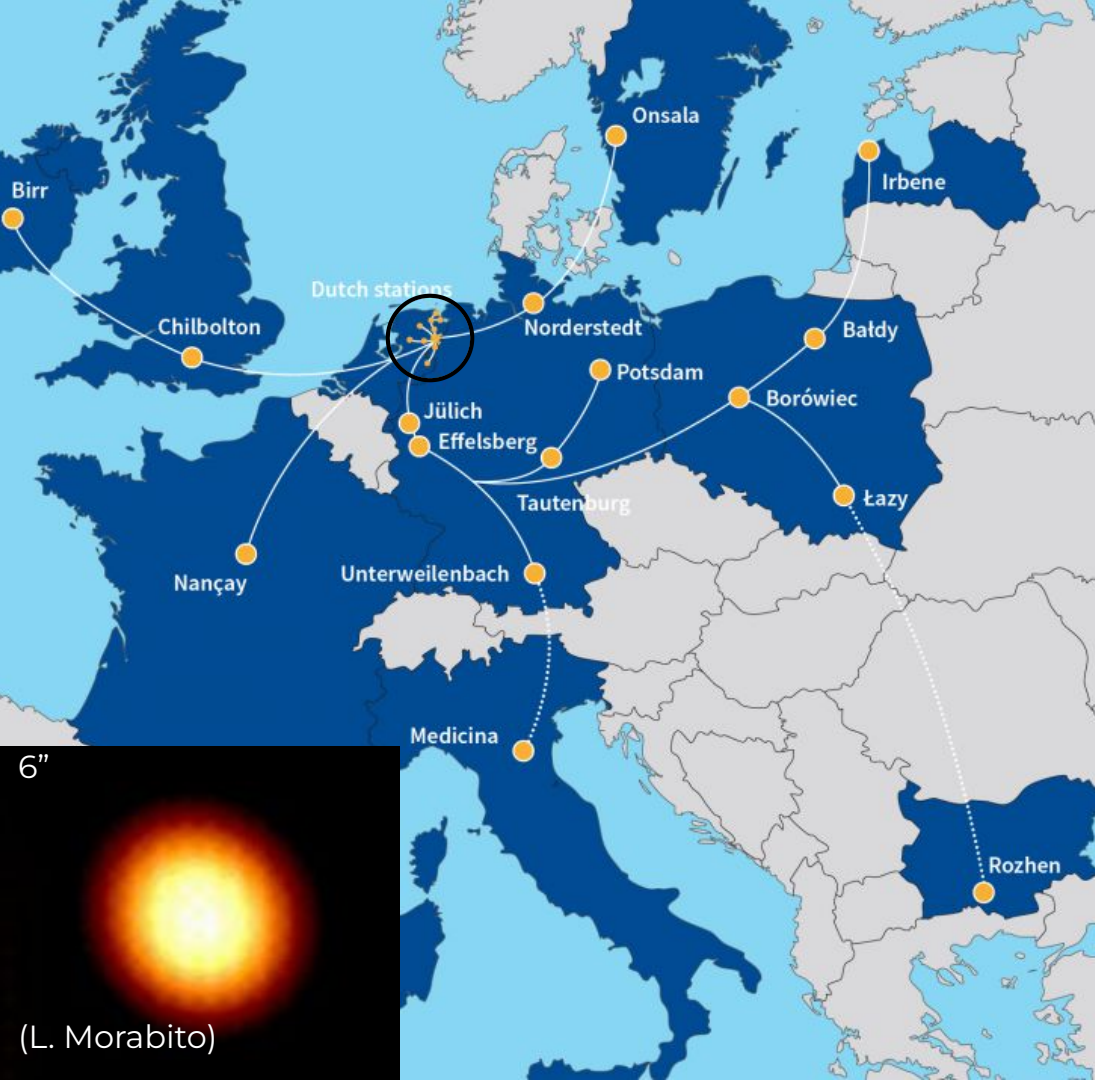 Onsala
Irbene
Birr
Dutch stations
Chilbolton
Norderstedt
Bałdy
Potsdam
Borówiec
Jülich
Effelsberg
Łazy
Tautenburg
Unterweilenbach
Nançay
Medicina
6”
Rozhen
(L. Morabito)